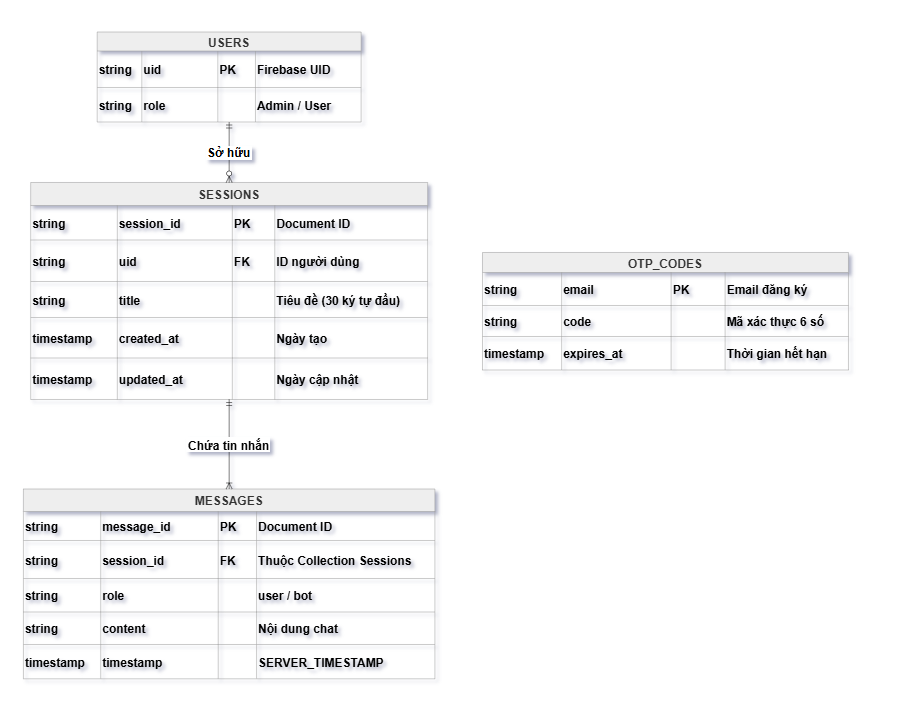 USERS
string uid PK Firebase UID
string role Admin / User
Sở hữu
SESSIONS
string session_id PK Document ID
string uid FK ID người dùng
string title Tiêu đề (30 ký tự đầu)
timestamp created_at Ngày tạo
timestamp updated_at Ngày cập nhật
Chứa tin nhắn
MESSAGES
string message_id PK Document ID
string session_id FK Thuộc Collection Sessions
string role user / bot
string content Nội dung chat
timestamp timestamp SERVER_TIMESTAMP
OTP_CODES
string email PK Email đăng ký
string code Mã xác thực 6 số
timestamp expires_at Thời gian hết hạn